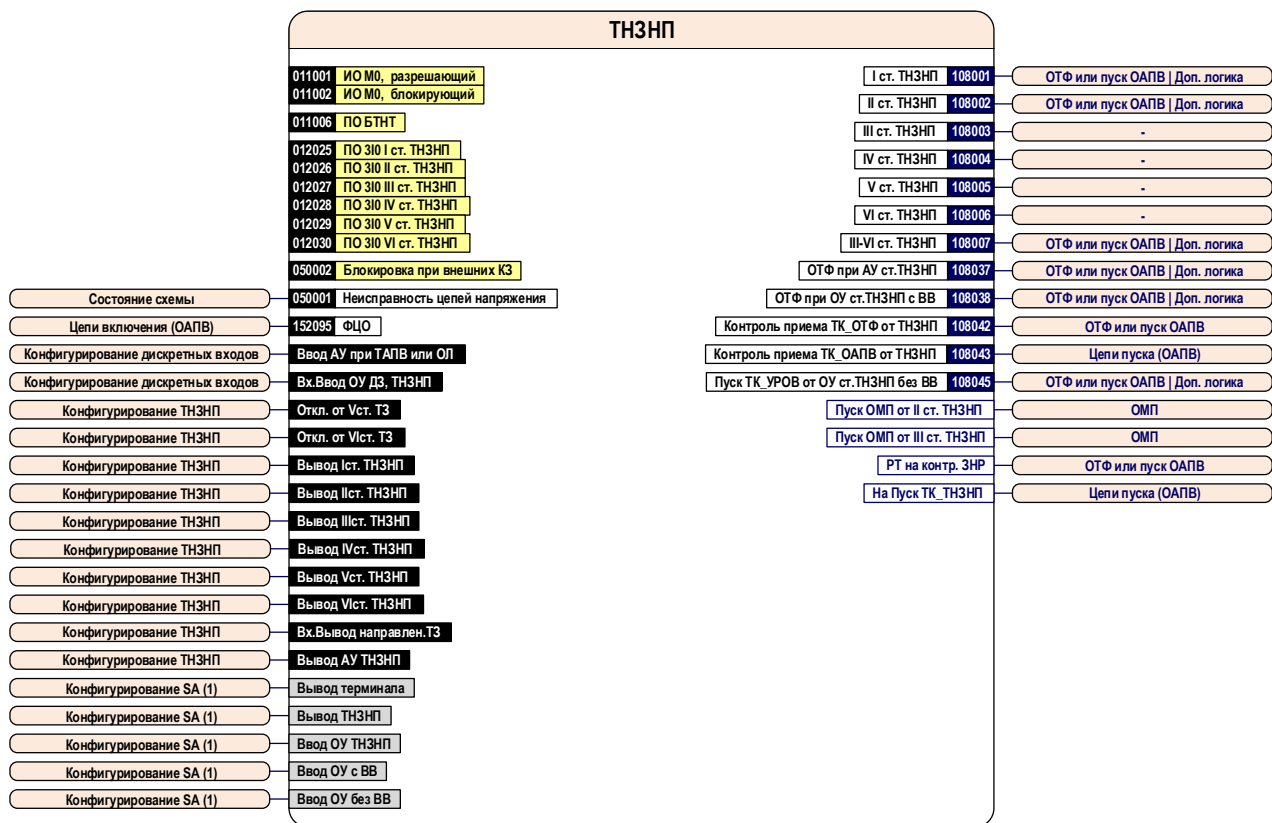 ТНЗНП
011001 ИО М0, разрешающий
011002 ИО М0, блокирующий
011006 ПО БТНТ
012025 ПО 3I0 I ст. ТНЗНП
012026 ПО 3I0 II ст. ТНЗНП
012027 ПО 3I0 III ст. ТНЗНП
012028 ПО 3I0 IV ст. ТНЗНП
012029 ПО 3I0 V ст. ТНЗНП
012030 ПО 3I0 VI ст. ТНЗНП
050002 Блокировка при внешних КЗ
Состояние схемы 050001 Неисправность цепей напряжения
Цепи включения (ОАПВ) 152095 ФЦО
Конфигурирование дискретных входов Ввод АУ при ТАПВ или ОЛ
Конфигурирование дискретных входов Вх.Ввод ОУ ДЗ, ТНЗНП
Конфигурирование ТНЗНП Откл. от Vст. ТЗ
Конфигурирование ТНЗНП Откл. от VIст. ТЗ
Конфигурирование ТНЗНП Вывод Iст. ТНЗНП
Конфигурирование ТНЗНП Вывод IIст. ТНЗНП
Конфигурирование ТНЗНП Вывод IIIст. ТНЗНП
Конфигурирование ТНЗНП Вывод IVст. ТНЗНП
Конфигурирование ТНЗНП Вывод Vст. ТНЗНП
Конфигурирование ТНЗНП Вывод VIст. ТНЗНП
Конфигурирование ТНЗНП Вх.Вывод направлен.ТЗ
Конфигурирование ТНЗНП Вывод АУ ТНЗНП
Конфигурирование SA (1) Вывод терминала
Конфигурирование SA (1) Вывод ТНЗНП
Конфигурирование SA (1) Ввод ОУ ТНЗНП
Конфигурирование SA (1) Ввод ОУ с ВВ
Конфигурирование SA (1) Ввод ОУ без ВВ
I ст. ТНЗНП 108001 ОТФ или пуск ОАПВ | Доп. логика
II ст. ТНЗНП 108002 ОТФ или пуск ОАПВ | Доп. логика
III ст. ТНЗНП 108003 -
IV ст. ТНЗНП 108004 -
V ст. ТНЗНП 108005 -
VI ст. ТНЗНП 108006 -
III-VI ст. ТНЗНП 108007 ОТФ или пуск ОАПВ | Доп. логика
ОТФ при АУ ст.ТНЗНП 108037 ОТФ или пуск ОАПВ | Доп. логика
ОТФ при ОУ ст.ТНЗНП с ВВ 108038 ОТФ или пуск ОАПВ | Доп. логика
Контроль приема ТК_ОТФ от ТНЗНП 108042 ОТФ или пуск ОАПВ
Контроль приема ТК_ОАПВ от ТНЗНП 108043 Цепи пуска (ОАПВ)
Пуск ТК_УРОВ от ОУ ст.ТНЗНП без ВВ 108045 ОТФ или пуск ОАПВ | Доп. логика
Пуск ОМП от II ст. ТНЗНП ОМП
Пуск ОМП от III ст. ТНЗНП ОМП
РТ на контр. ЗНР ОТФ или пуск ОАПВ
На Пуск ТК_ТНЗНП Цепи пуска (ОАПВ)